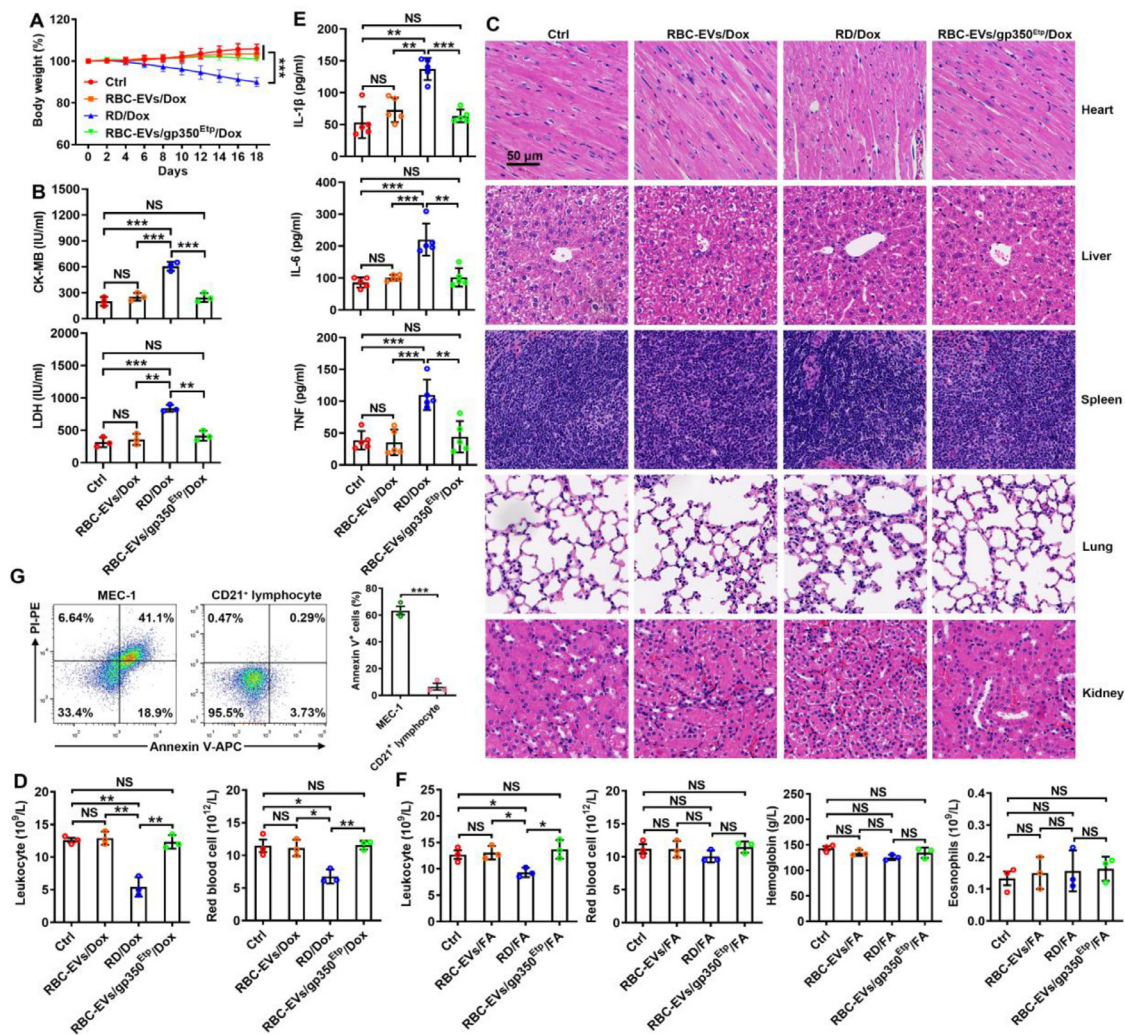 A
Body weight (%)
120
100
80
60
0 2 4 6 8 10 12 14 16 18
Days
Ctrl
RBC-EVs/Dox
RD/Dox
RBC-EVs/gp350Etp/Dox
***
B
CK-MB (IU/ml)
1500
1200
900
600
300
0
NS
***
***
***
NS
LDH (IU/ml)
2000
1500
1000
500
0
NS
***
**
**
NS
Ctrl
RBC-EVs/Dox
RD/Dox
RBC-EVs/gp350Etp/Dox
E
IL-1β (pg/ml)
200
150
100
50
0
NS
**
**
***
NS
IL-6 (pg/ml)
400
300
200
100
0
NS
***
***
**
NS
TNF (pg/ml)
200
150
100
50
0
NS
***
***
**
NS
Ctrl
RBC-EVs/Dox
RD/Dox
RBC-EVs/gp350Etp/Dox
C
Ctrl
RBC-EVs/Dox
RD/Dox
RBC-EVs/gp350Etp/Dox
50 μm
Heart
Liver
Spleen
Lung
Kidney
G
MEC-1
CD21+ lymphocyte
PI-PE
6.64% 41.1%
33.4% 18.9%
0.47% 0.29%
95.5% 3.73%
Annexin V-APC
Annexin V+ cells (%)
80
60
40
20
0
***
MEC-1
CD21+ lymphocyte
D
Leukocyte (10^9/L)
20
15
10
5
0
NS
**
NS
**
**
Ctrl
RBC-EVs/Dox
RD/Dox
RBC-EVs/gp350Etp/Dox
Red blood cell (10^12/L)
20
15
10
5
0
NS
*
NS
*
**
Ctrl
RBC-EVs/Dox
RD/Dox
RBC-EVs/gp350Etp/Dox
F
Leukocyte (10^9/L)
25
20
15
10
5
0
NS
*
NS
*
*
Ctrl
RBC-EVs/FA
RD/FA
RBC-EVs/gp350Etp/FA
Red blood cell (10^12/L)
20
15
10
5
0
NS
NS
NS
NS
NS
Ctrl
RBC-EVs/FA
RD/FA
RBC-EVs/gp350Etp/FA
Hemoglobin (g/L)
250
200
150
100
50
0
NS
NS
NS
NS
NS
Ctrl
RBC-EVs/FA
RD/FA
RBC-EVs/gp350Etp/FA
Eosnophils (10^9/L)
0.4
0.3
0.2
0.1
0.0
NS
NS
NS
NS
NS
Ctrl
RBC-EVs/FA
RD/FA
RBC-EVs/gp350Etp/FA